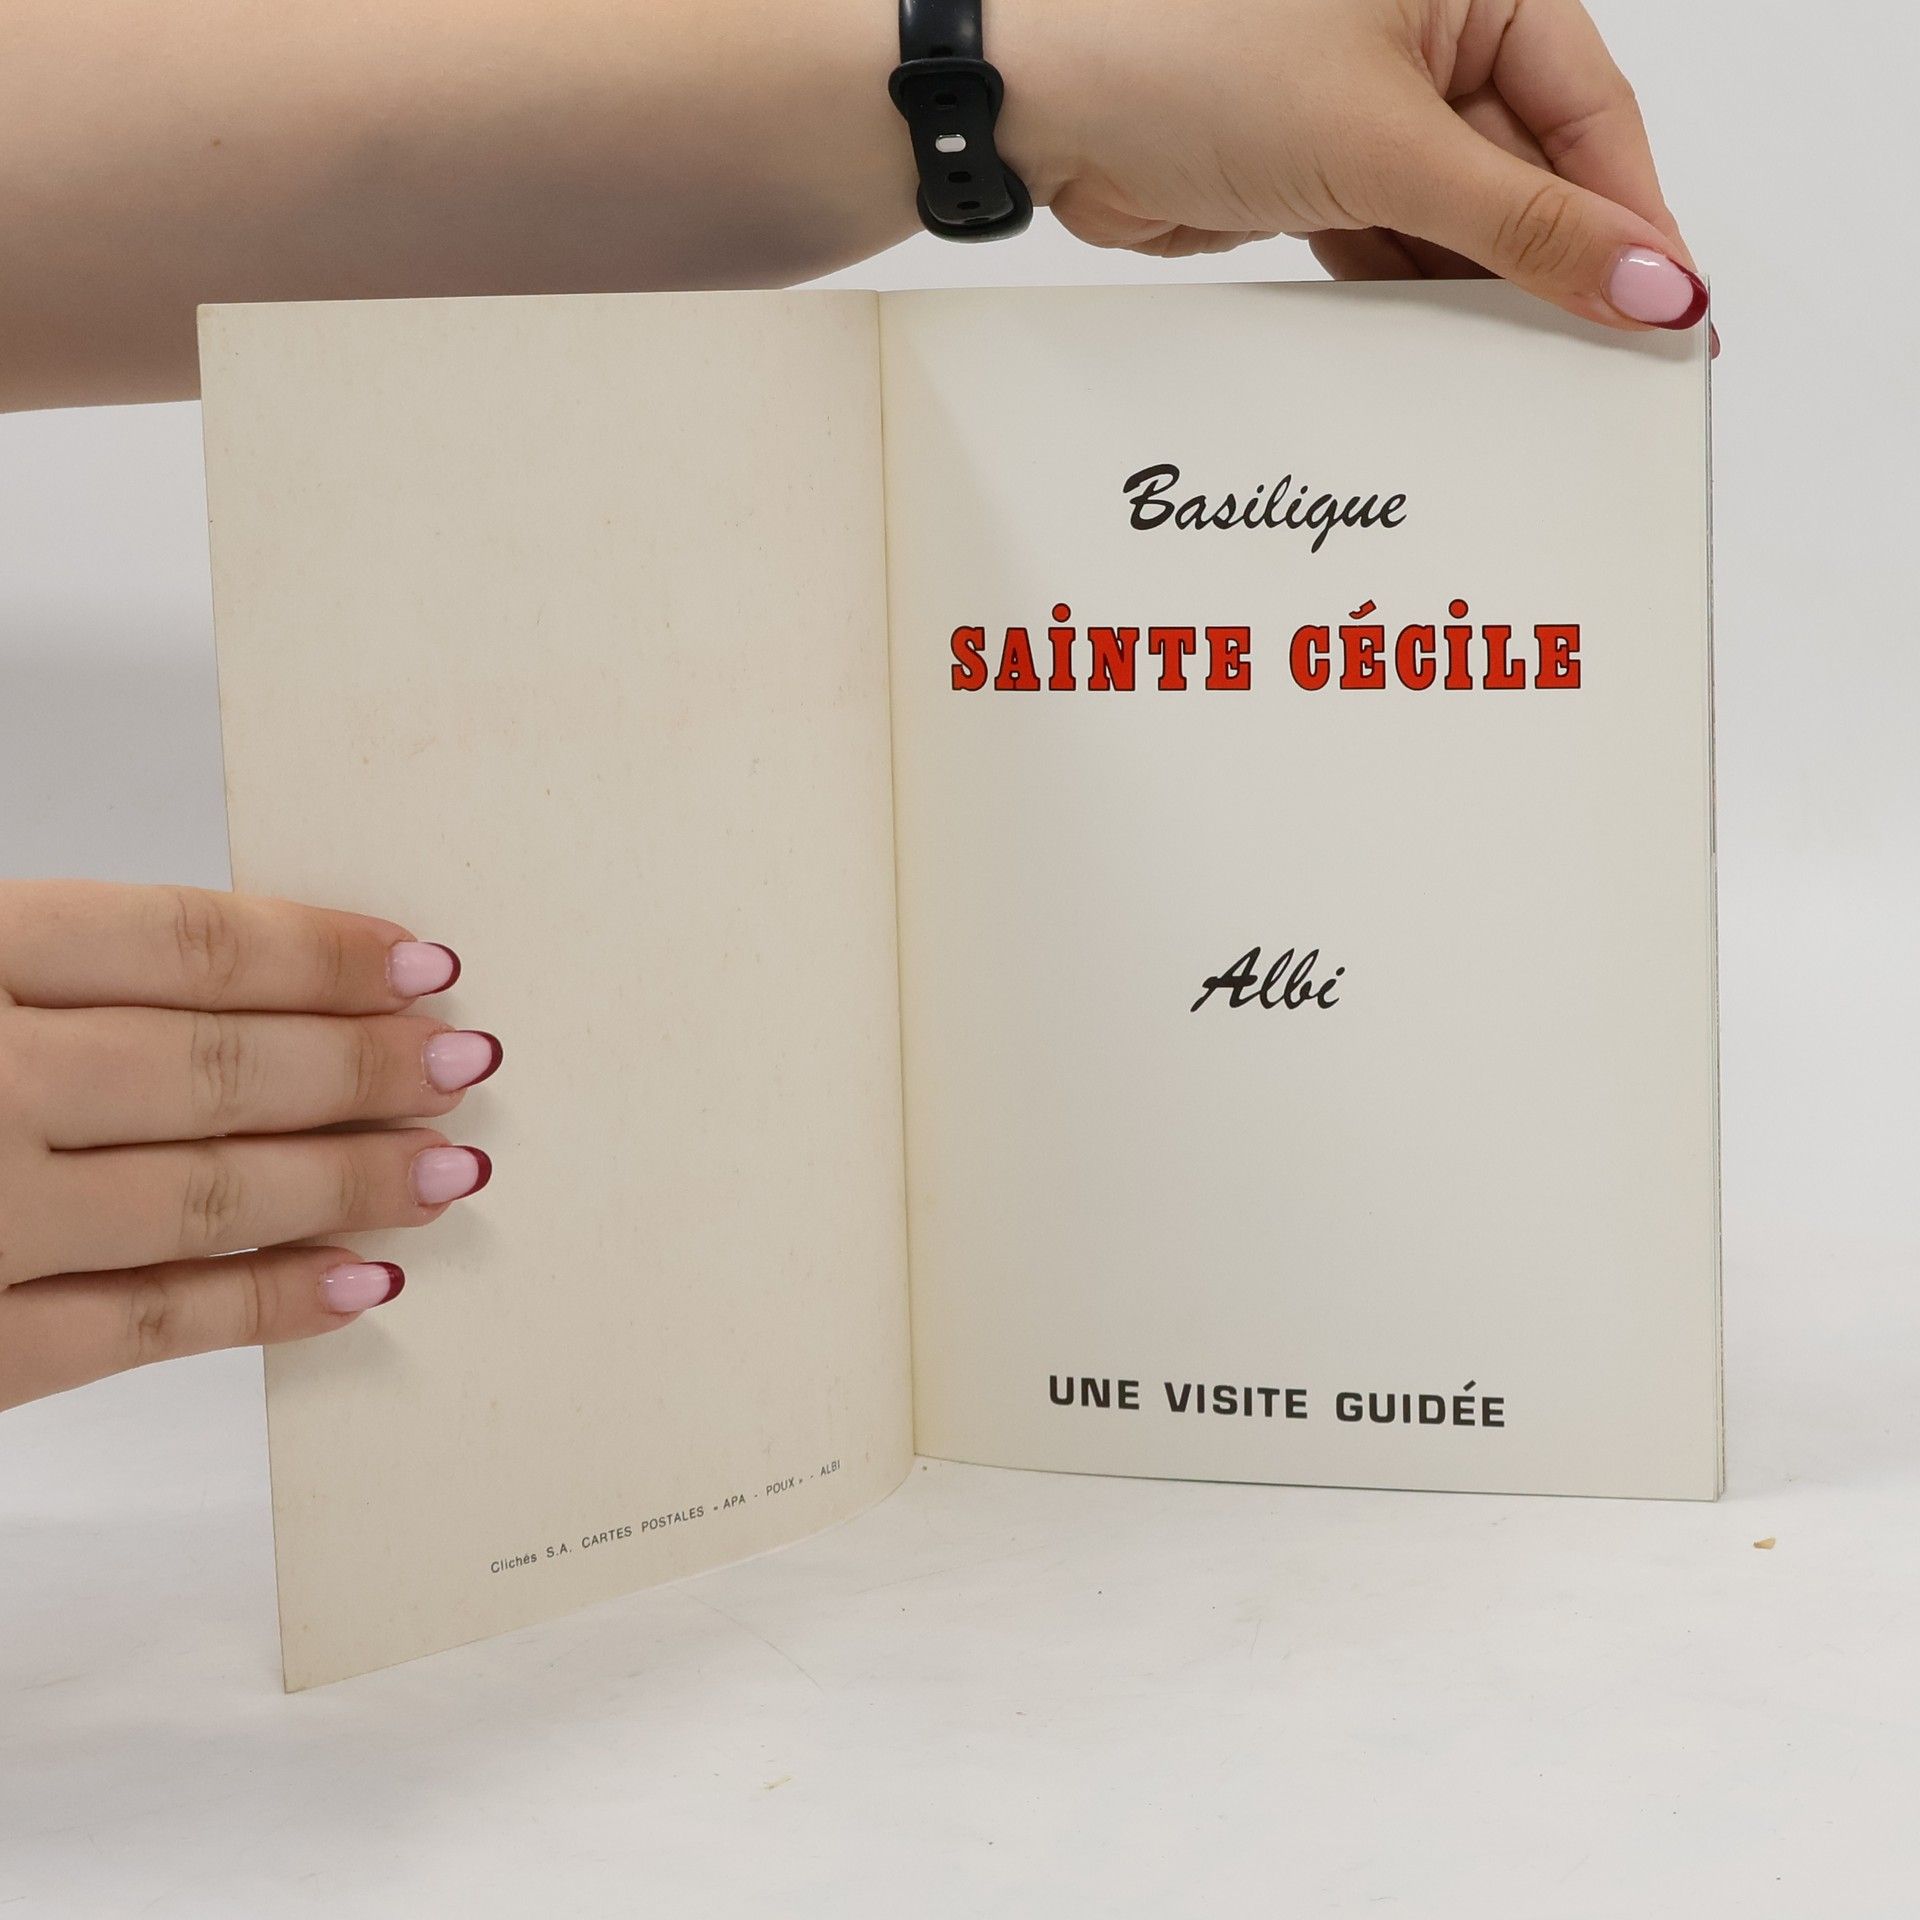 Clichés S.A. CARTES POSTALES « APA - POUX » - ALBI
Basilique
SAINTE CÉCILE
Albi
UNE VISITE GUIDÉE